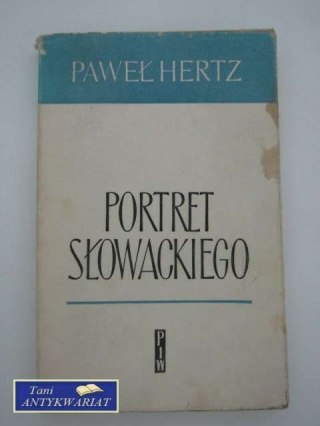 PAWEŁ HERTZ
PORTRET
SŁOWACKIEGO
PIW
Tani
ANTYKWARIAT